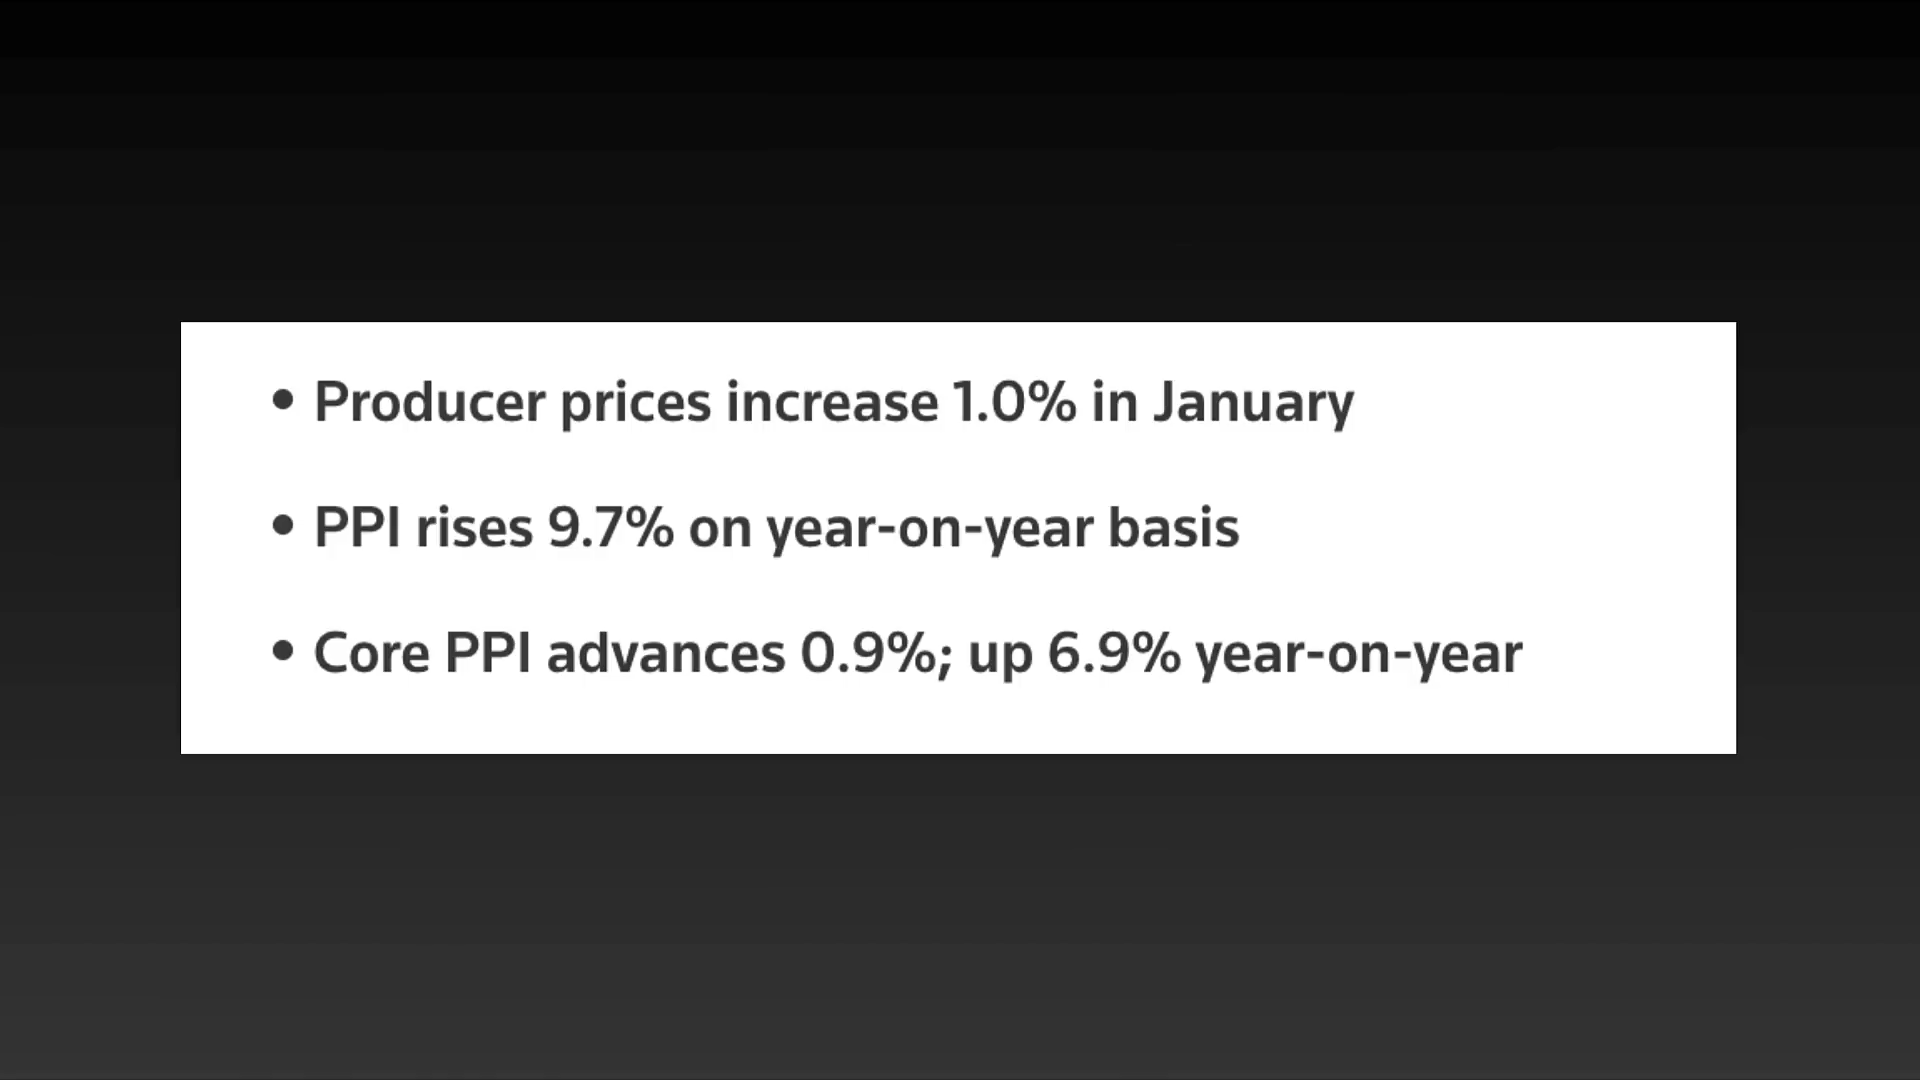 • Producer prices increase 1.0% in January
• PPI rises 9.7% on year-on-year basis
• Core PPI advances 0.9%; up 6.9% year-on-year